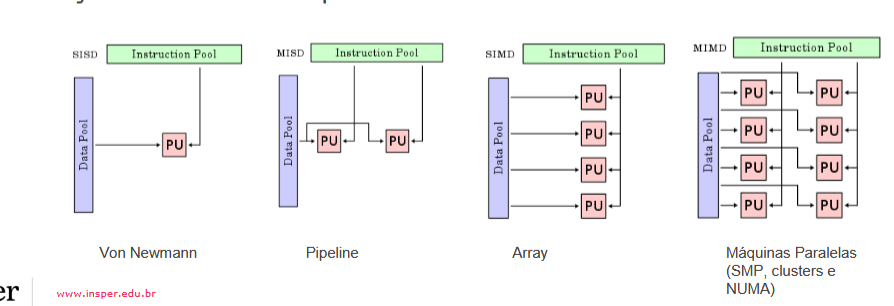 SISD
Instruction Pool
Data Pool
PU
Von Newmann
MISD
Instruction Pool
Data Pool
PU PU
Pipeline
SIMD
Instruction Pool
Data Pool
PU
PU
PU
PU
Array
MIMD
Instruction Pool
Data Pool
PU PU
PU PU
PU PU
PU PU
Máquinas Paralelas
(SMP, clusters e
NUMA)
er
www.insper.edu.br